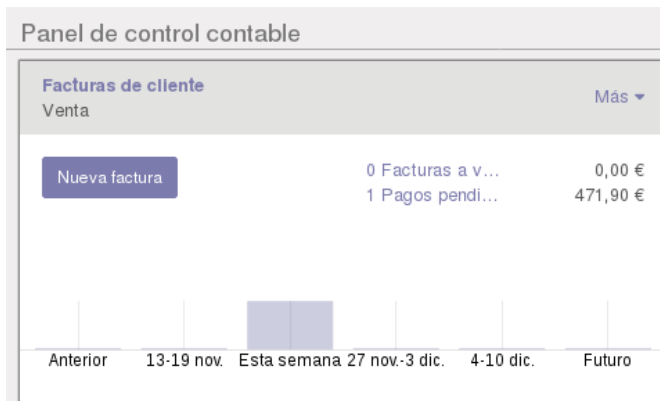 Panel de control contable
Facturas de cliente
Más
Venta
Nueva factura
0 Facturas a v... 0,00 €
1 Pagos pendi... 471,90 €
Anterior 13-19 nov. Esta semana 27 nov.-3 dic. 4-10 dic. Futuro